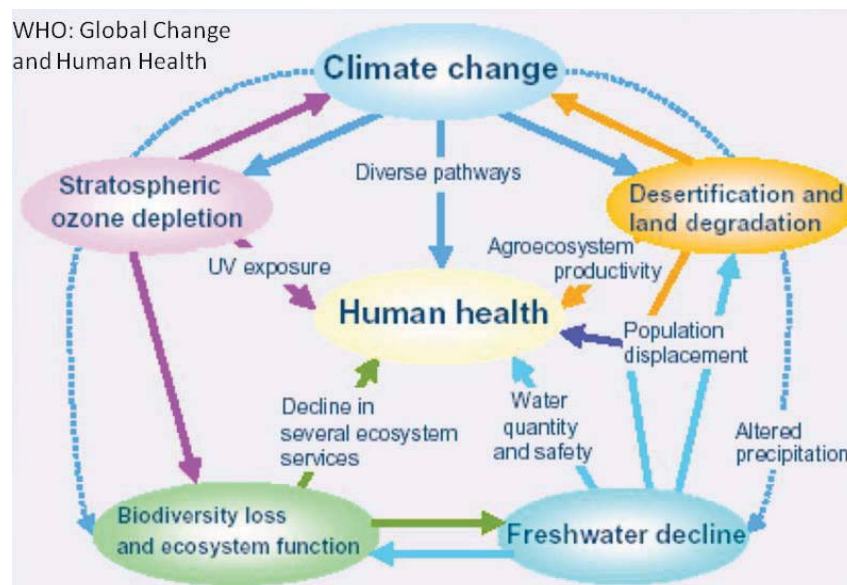 WHO: Global Change
and Human Health
Climate change
Diverse pathways
Stratospheric
ozone depletion
Desertification and
land degradation
UV exposure
Agroecosystem
productivity
Human health
Population
displacement
Decline in
several ecosystem
services
Water
quantity
and safety
Altered
precipitation
Biodiversity loss
and ecosystem function
Freshwater decline